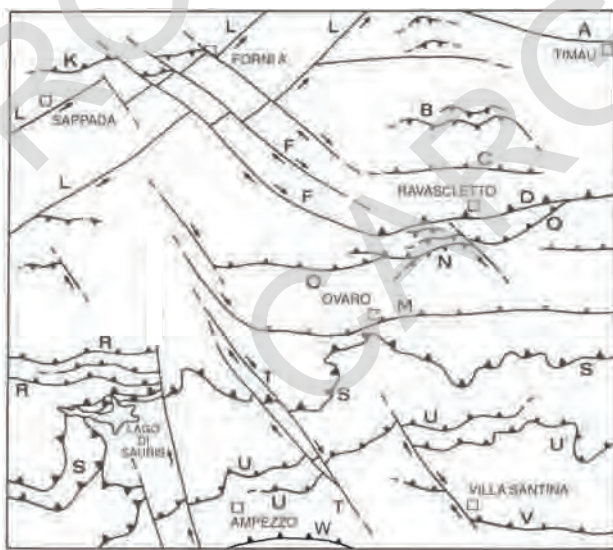 L
L
A
K
FORNI A.
TIMAU
SAPPADA
L
B
F
C
L
F
RAVASCLETTO
D
O
N
O
OVARO
M
R
R
T
S
S
LAGO
DI
SAURIS
U
S
U
U
U
VILLA SANTINA
AMPEZZO
T
W
V